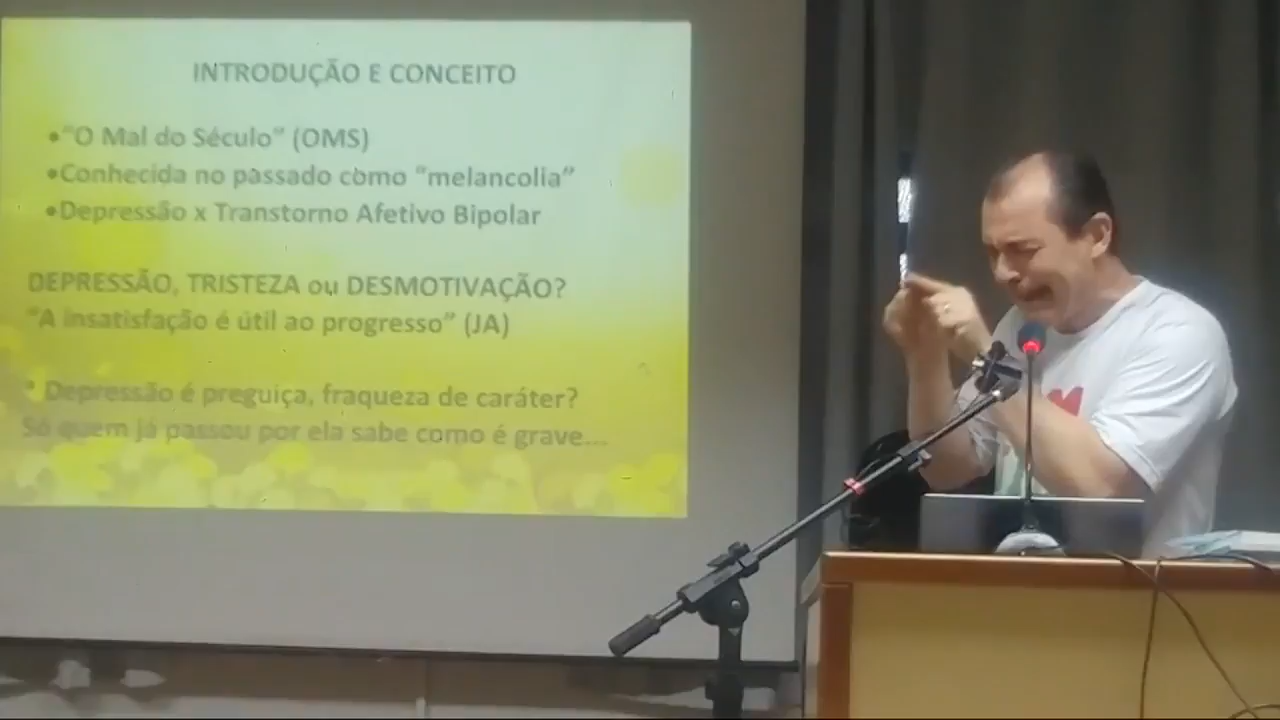 INTRODUÇÃO E CONCEITO
•"O Mal do Século" (OMS)
•Conhecida no passado como "melancolia"
•Depressão x Transtorno Afetivo Bipolar
DEPRESSÃO, TRISTEZA ou DESMOTIVAÇÃO?
"A insatisfação é útil ao progresso" (JA)
* Depressão é preguiça, fraqueza de caráter?
Só quem já passou por ela sabe como é grave...